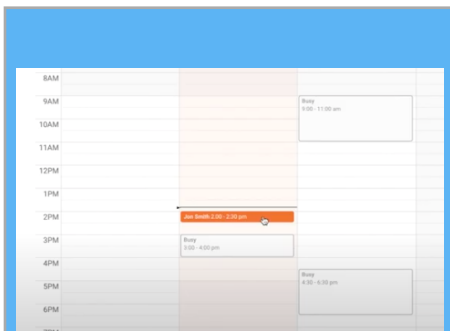 8AM
9AM
Busy
9:00 - 11:00 am
10AM
11AM
12PM
1PM
2PM
Jon Smith 2:00 - 2:30 pm
3PM
Busy
3:00 - 4:00 pm
4PM
Busy
4:30 - 6:30 pm
5PM
6PM